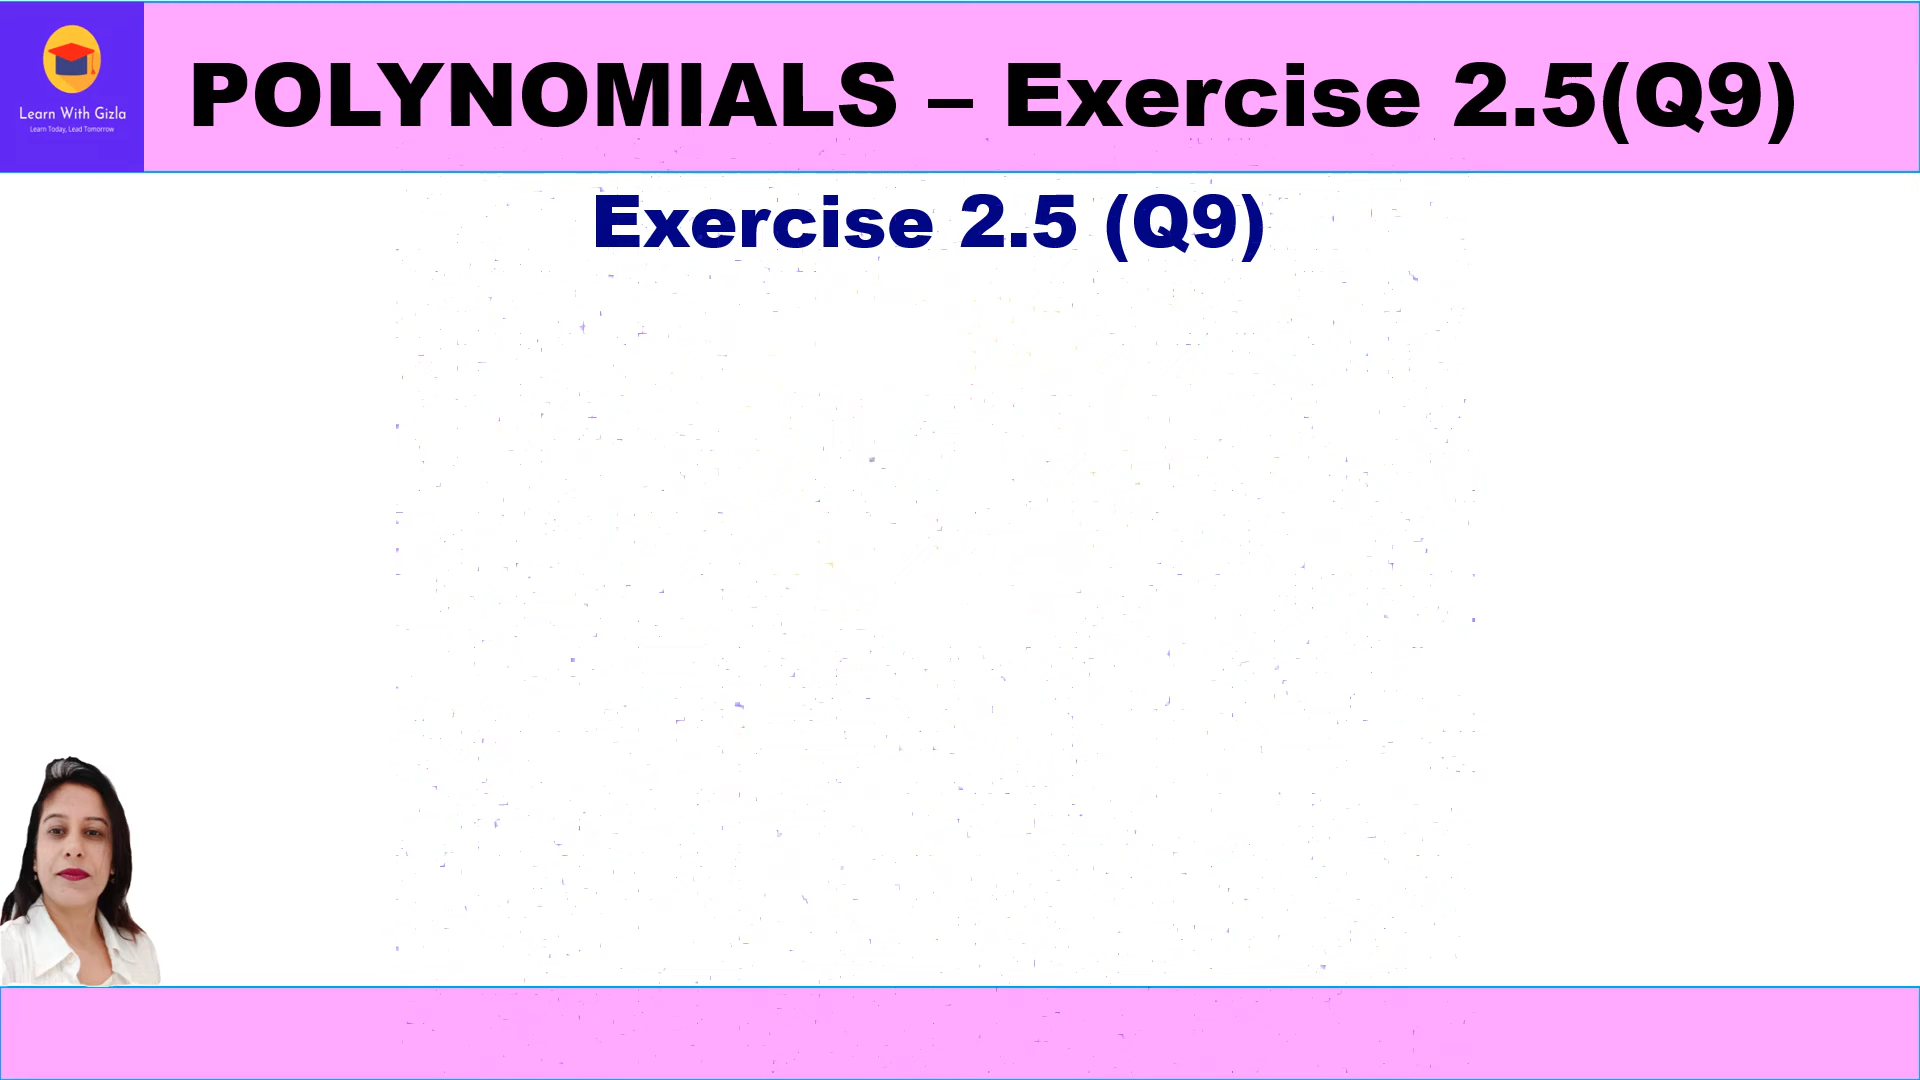 POLYNOMIALS – Exercise 2.5(Q9)
Learn With Gizla
Learn Today, Lead Tomorrow
Exercise 2.5 (Q9)